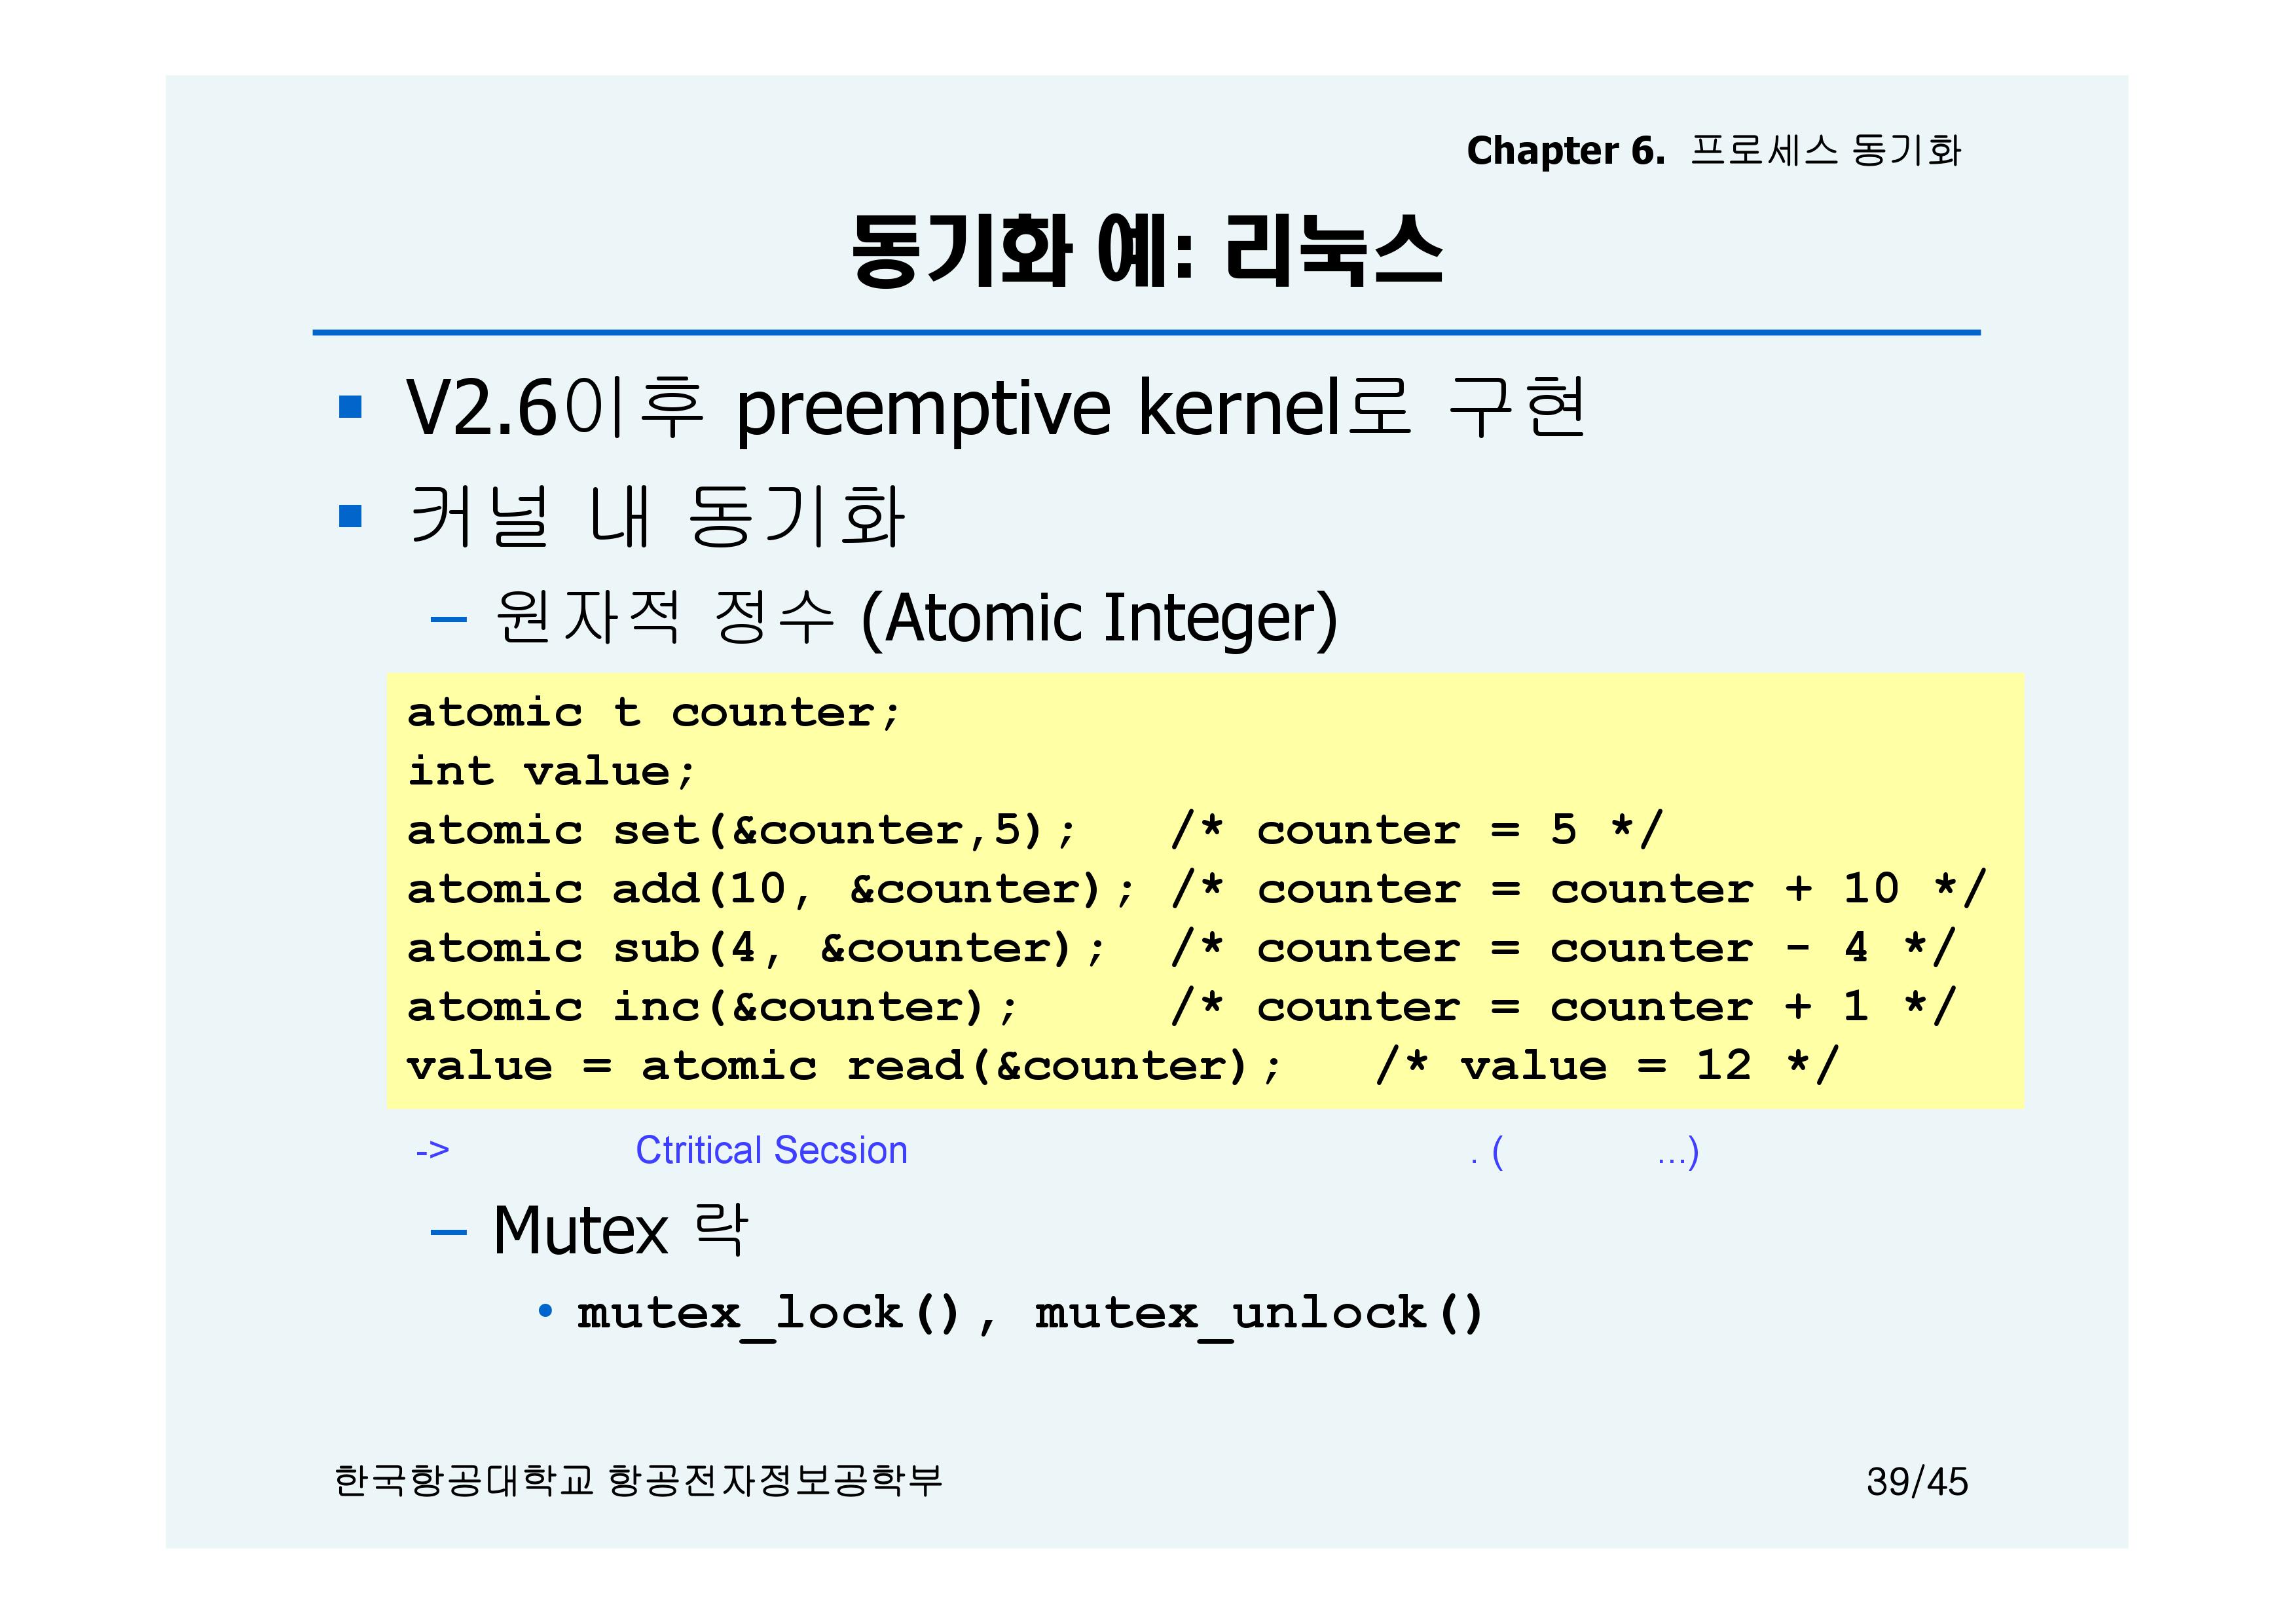 Chapter 6. 프로세스 동기화
동기화 예: 리눅스
▪ V2.6이후 preemptive kernel로 구현
▪ 커널 내 동기화
– 원자적 정수 (Atomic Integer)
atomic t counter;
int value;
atomic set(&counter,5);   /* counter = 5 */
atomic add(10, &counter); /* counter = counter + 10 */
atomic sub(4, &counter);  /* counter = counter - 4 */
atomic inc(&counter);     /* counter = counter + 1 */
value = atomic read(&counter);   /* value = 12 */
-> Ctritical Secsion . ( ...)
– Mutex 락
• mutex_lock(), mutex_unlock()
한국항공대학교 항공전자정보공학부
39/45